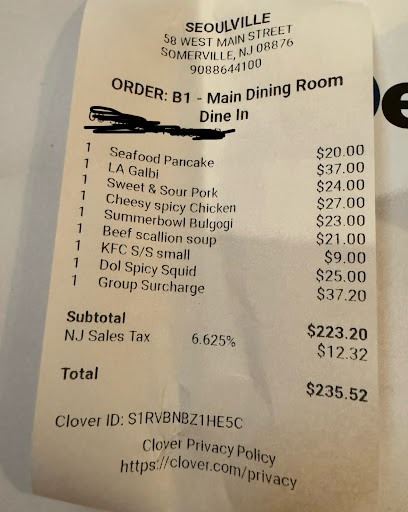 SEOULVILLE
58 WEST MAIN STREET
SOMERVILLE, NJ 08876
9088644100
ORDER: B1 - Main Dining Room
Dine In
1 Seafood Pancake $20.00
1 LA Galbi $37.00
1 Sweet & Sour Pork $24.00
1 Cheesy spicy Chicken $27.00
1 Summerbowl Bulgogi $23.00
1 Beef scallion soup $21.00
1 KFC S/S small $9.00
1 Dol Spicy Squid $25.00
1 Group Surcharge $37.20
Subtotal $223.20
NJ Sales Tax 6.625% $12.32
Total $235.52
Clover ID: S1RVBNBZ1HE5C
Clover Privacy Policy
https://clover.com/privacy